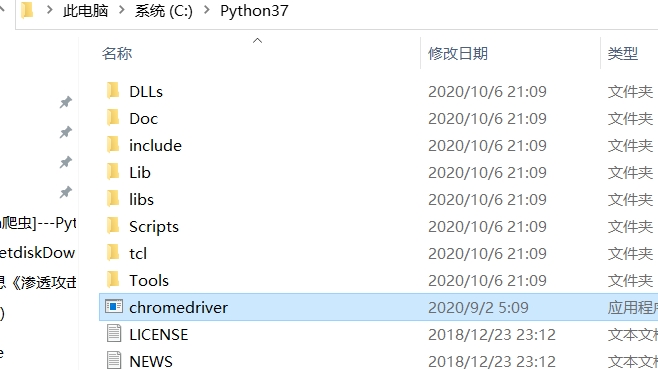 此电脑 > 系统 (C:) > Python37
名称 修改日期 类型
DLLs 2020/10/6 21:09 文件夹
Doc 2020/10/6 21:09 文件夹
include 2020/10/6 21:09 文件夹
Lib 2020/10/6 21:09 文件夹
libs 2020/10/6 21:09 文件夹
n爬虫]---Pyt Scripts 2020/10/6 21:09 文件夹
etdiskDow tcl 2020/10/6 21:09 文件夹
《渗透攻击 Tools 2020/10/6 21:09 文件夹
) chromedriver 2020/9/2 5:09 应用程序
LICENSE 2018/12/23 23:12 文本文档
e NEWS 2018/12/23 23:12 文本文档